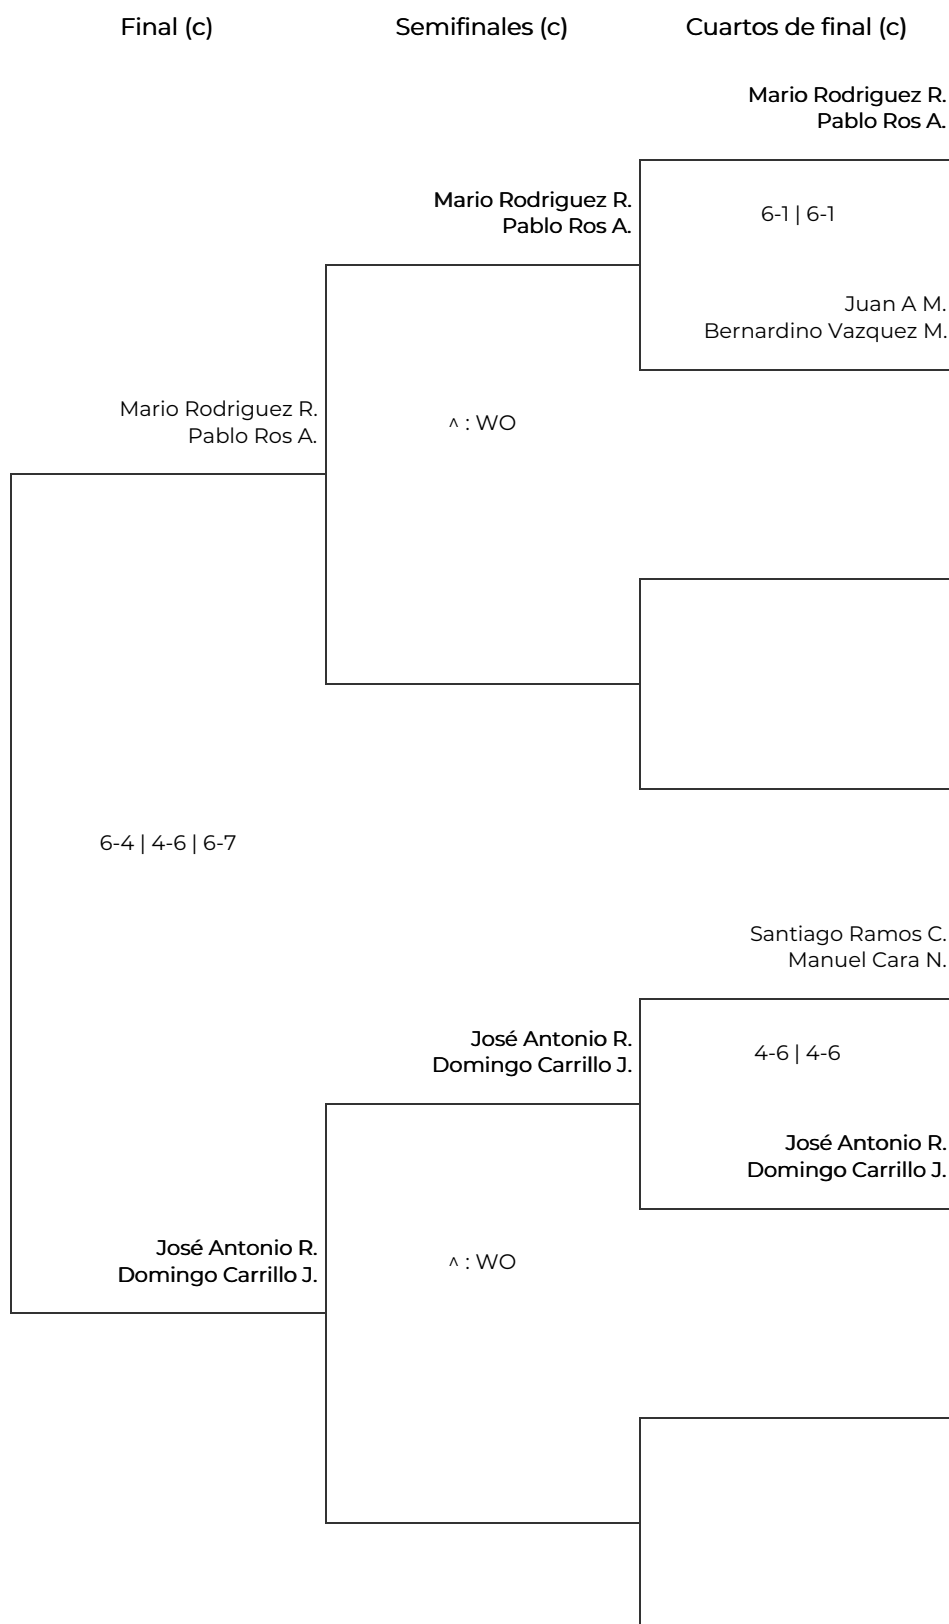 Final (c)
Semifinales (c)
Cuartos de final (c)
Mario Rodriguez R.
Pablo Ros A.
Mario Rodriguez R.
Pablo Ros A.
6-1 | 6-1
Juan A M.
Bernardino Vazquez M.
Mario Rodriguez R.
Pablo Ros A.
^ : WO
6-4 | 4-6 | 6-7
Santiago Ramos C.
Manuel Cara N.
José Antonio R.
Domingo Carrillo J.
4-6 | 4-6
José Antonio R.
Domingo Carrillo J.
José Antonio R.
Domingo Carrillo J.
^ : WO